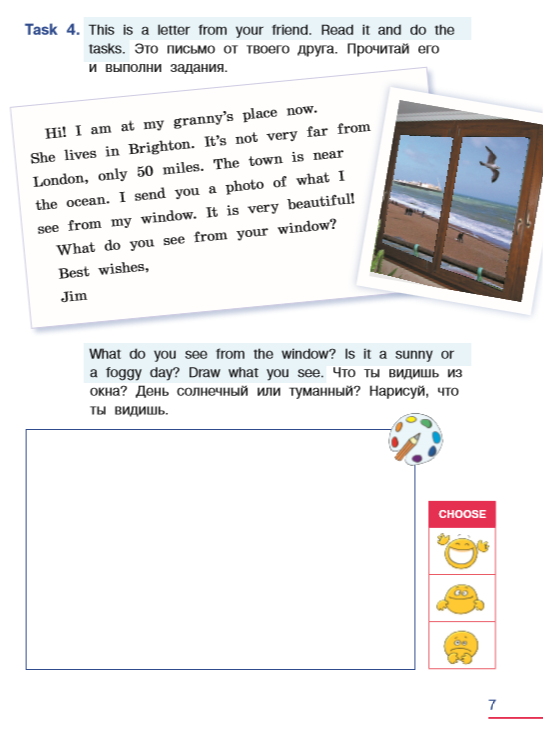 Task 4. This is a letter from your friend. Read it and do the
tasks. Это письмо от твоего друга. Прочитай его
и выполни задания.
Hi! I am at my granny's place now.
She lives in Brighton. It's not very far from
London, only 50 miles. The town is near
the ocean. I send you a photo of what I
see from my window. It is very beautiful!
What do you see from your window?
Best wishes,
Jim
What do you see from the window? Is it a sunny or
a foggy day? Draw what you see. Что ты видишь из
окна? День солнечный или туманный? Нарисуй, что
ты видишь.
CHOOSE
7